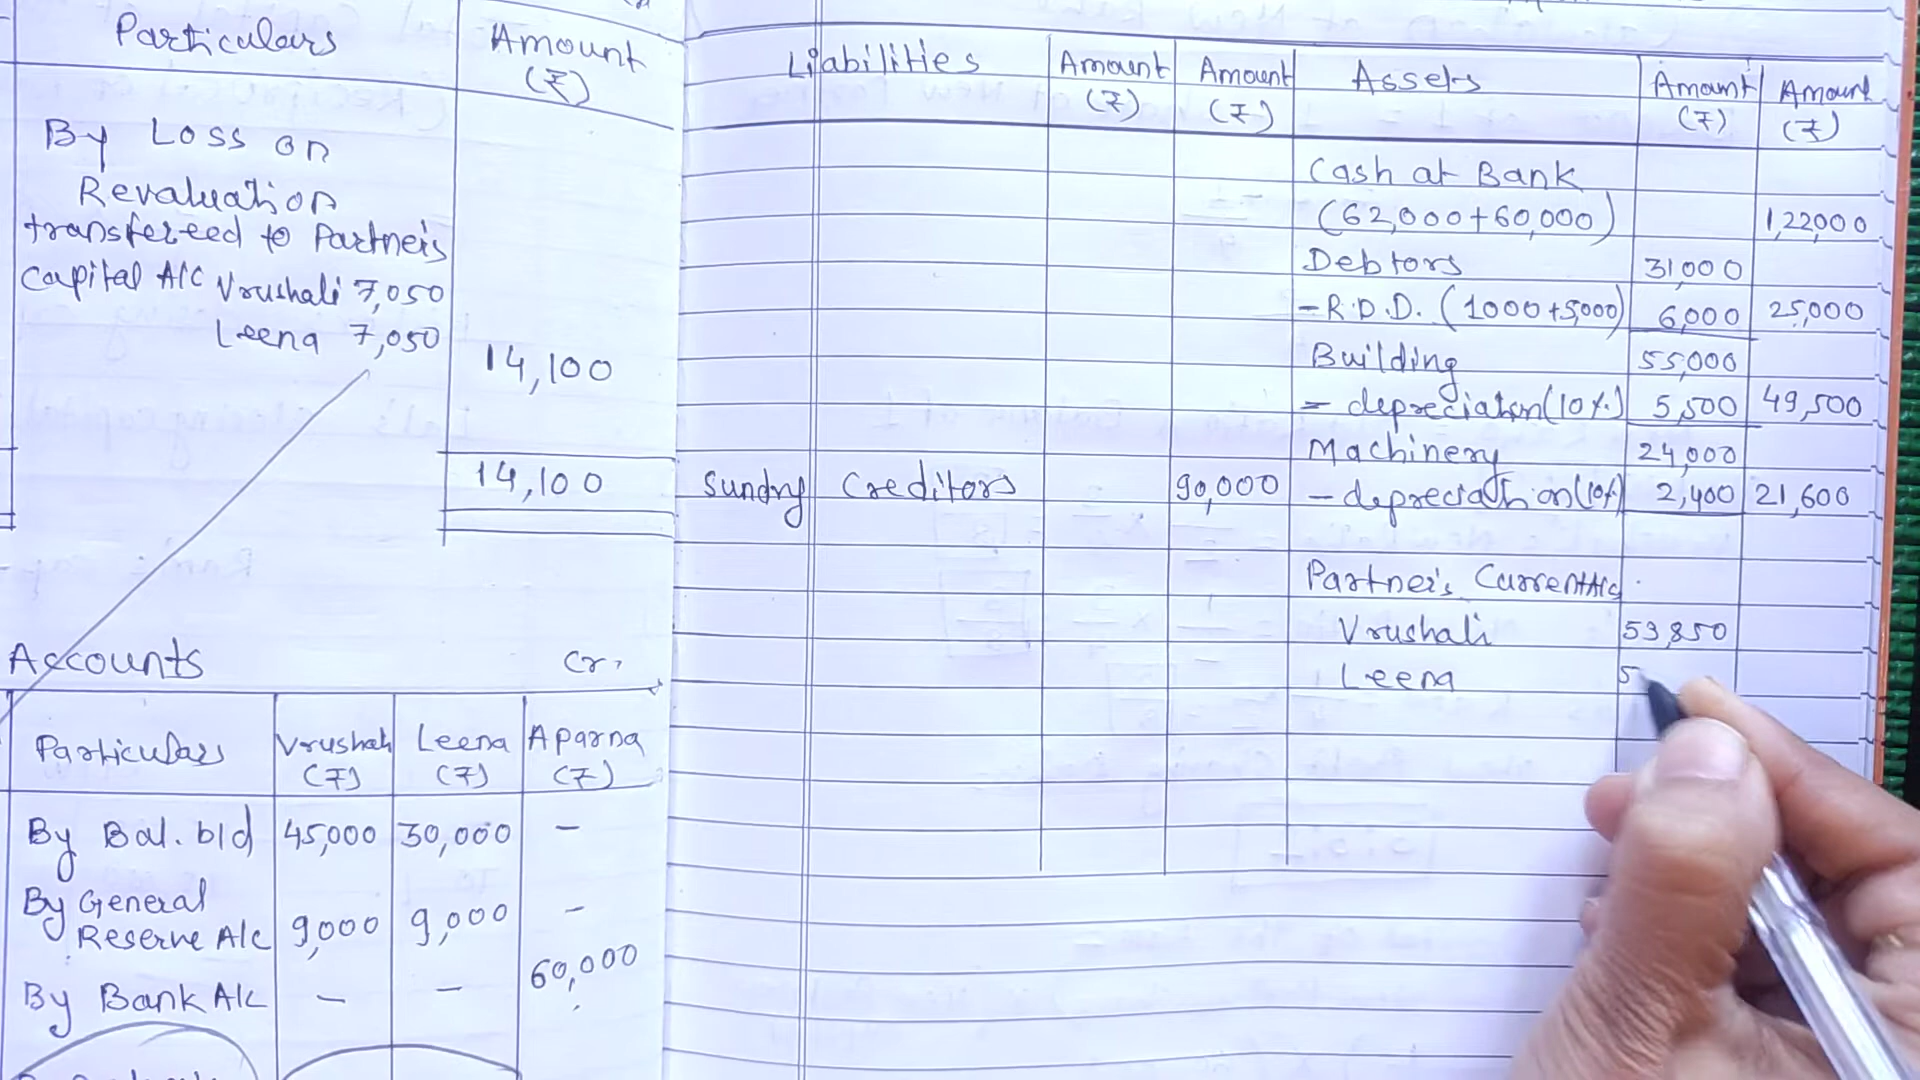 Particulars Amount
(₹)
By Loss on
Revaluation
transfereed to Partner's
Capital A/c Vrushali 7,050
Leena 7,050
14,100
14,100
Accounts Cr.
Particulars Vrushali Leena Aparna
(₹) (₹) (₹)
By Bal. b/d 45,000 30,000 –
By General
Reserve A/c 9,000 9,000 –
By Bank A/c – – 60,000
Liabilities Amount Amount Assets Amount Amount
(₹) (₹) (₹) (₹)
Cash at Bank
(62,000+60,000) 1,22,000
Debtors 31,000
-R.D.D. (1000+5,000) 6,000 25,000
Building 55,000
- depreciaton(10%) 5,500 49,500
Machinery 24,000
Sundry Creditors 90,000 - depreciation(10%) 2,400 21,600
Partner's Current A/c
Vrushali 53,850
Leena 5